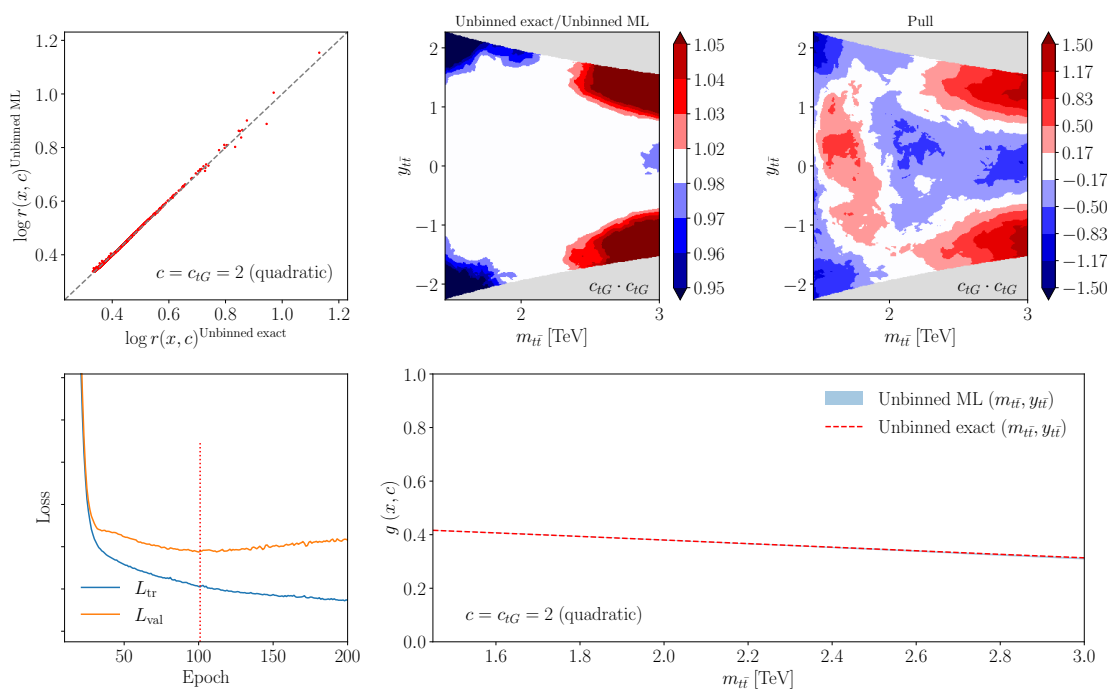 1.2
1.0
0.8
0.6
0.4
log r(x, c)^Unbinned ML
0.4 0.6 0.8 1.0 1.2
log r(x, c)^Unbinned exact
c = c_tG = 2 (quadratic)
Unbinned exact/Unbinned ML
2
1
0
−1
−2
y_tt̄
2 3
m_tt̄ [TeV]
c_tG · c_tG
1.05
1.04
1.03
1.02
0.98
0.97
0.96
0.95
Pull
2
1
0
−1
−2
y_tt̄
2 3
m_tt̄ [TeV]
c_tG · c_tG
1.50
1.17
0.83
0.50
0.17
−0.17
−0.50
−0.83
−1.17
−1.50
Loss
L_tr
L_val
50 100 150 200
Epoch
1.0
0.8
0.6
0.4
0.2
0.0
g (x, c)
Unbinned ML (m_tt̄, y_tt̄)
Unbinned exact (m_tt̄, y_tt̄)
c = c_tG = 2 (quadratic)
1.6 1.8 2.0 2.2 2.4 2.6 2.8 3.0
m_tt̄ [TeV]